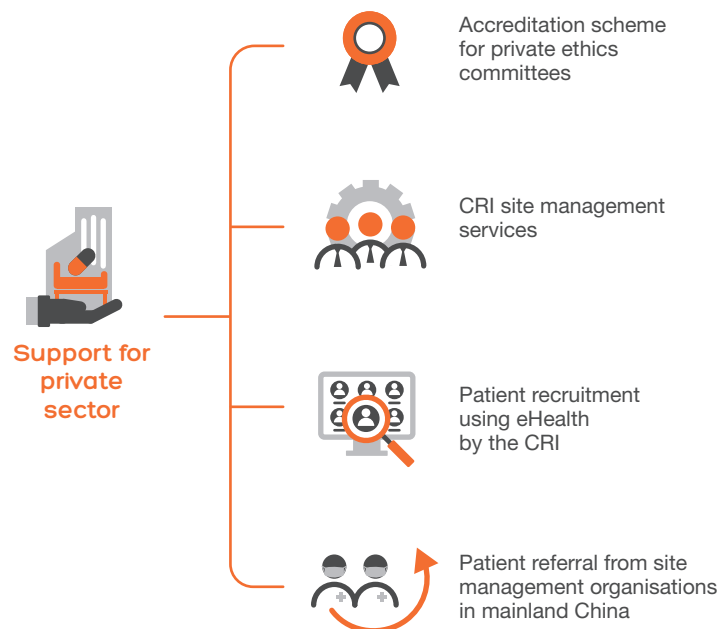 Accreditation scheme
for private ethics
committees
CRI site management
services
Support for
private
sector
Patient recruitment
using eHealth
by the CRI
Patient referral from site
management organisations
in mainland China